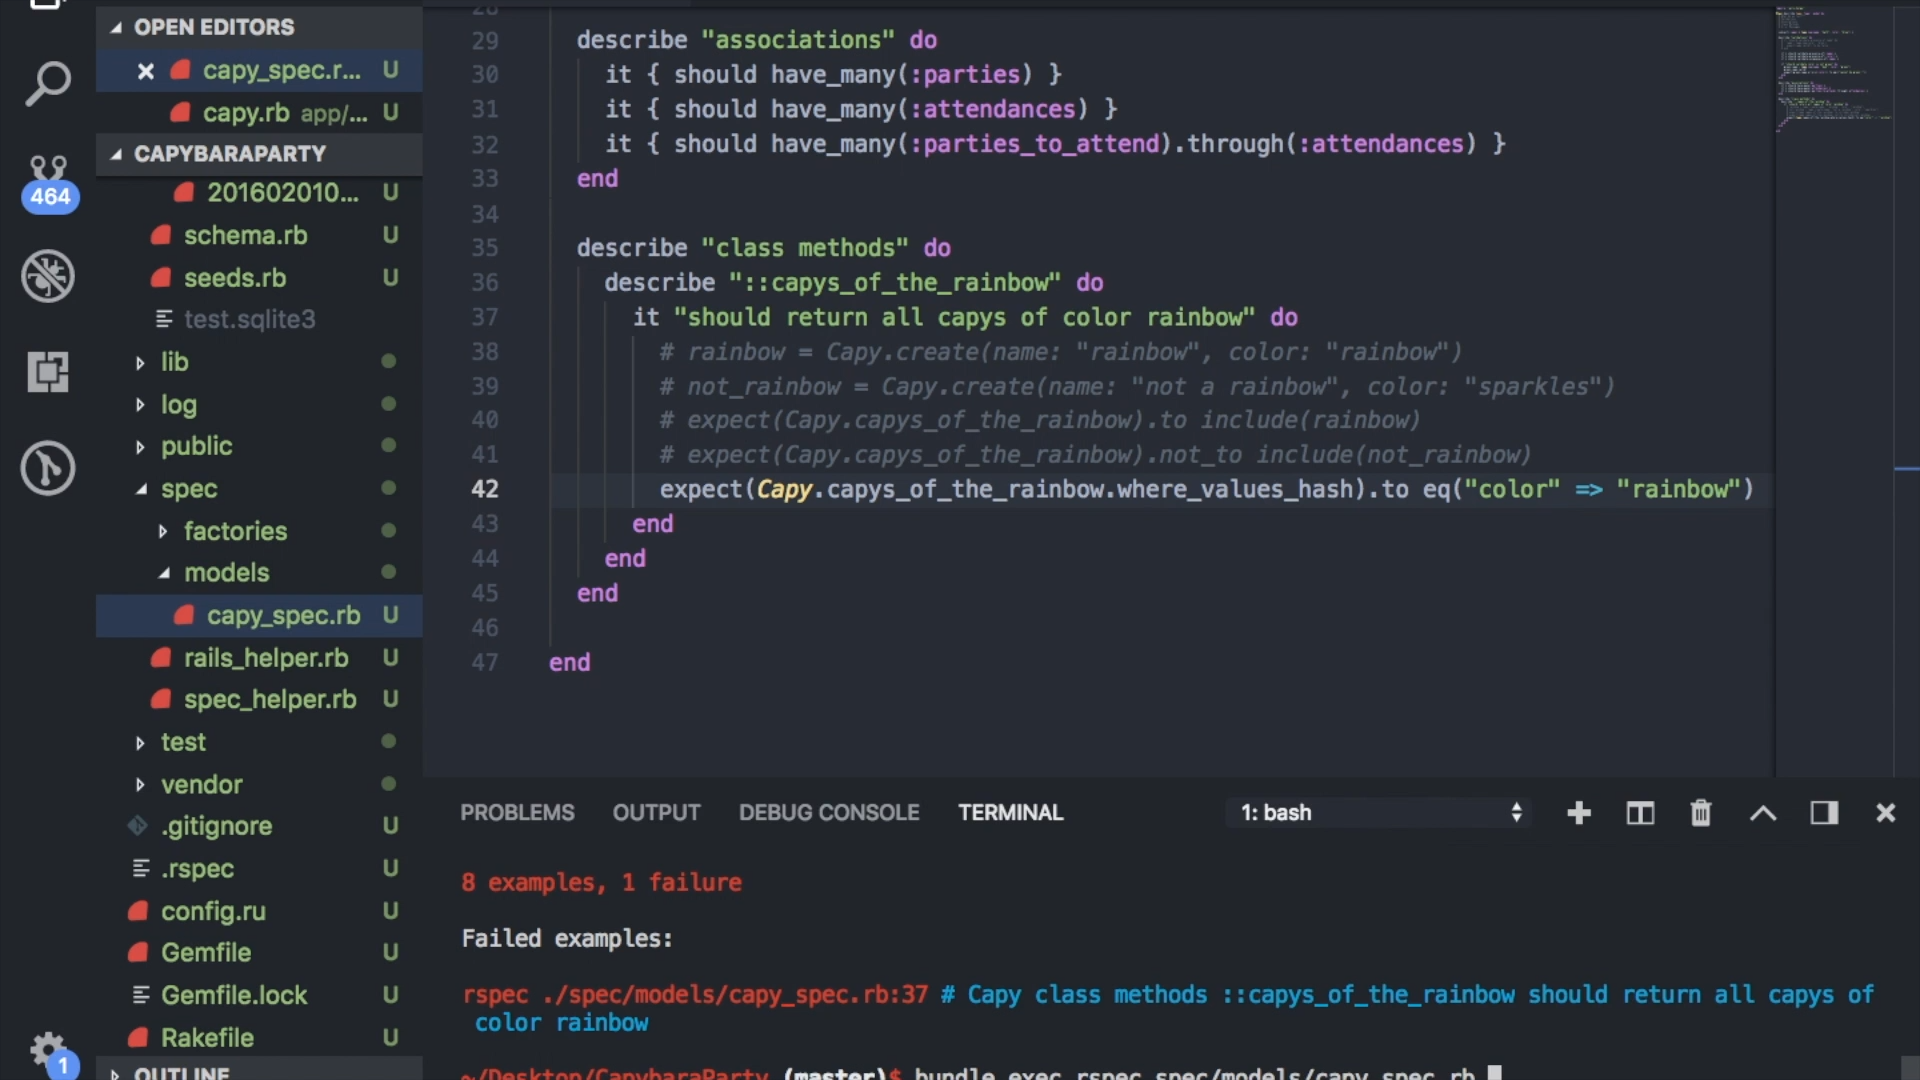 OPEN EDITORS
capy_spec.r... U
capy.rb app/... U
CAPYBARAPARTY
201602010... U
schema.rb U
seeds.rb U
test.sqlite3
lib
log
public
spec
factories
models
capy_spec.rb U
rails_helper.rb U
spec_helper.rb U
test
vendor
.gitignore U
.rspec U
config.ru U
Gemfile U
Gemfile.lock U
Rakefile U
OUTLINE
464
1
28
29 describe "associations" do
30 it { should have_many(:parties) }
31 it { should have_many(:attendances) }
32 it { should have_many(:parties_to_attend).through(:attendances) }
33 end
34
35 describe "class methods" do
36 describe "::capys_of_the_rainbow" do
37 it "should return all capys of color rainbow" do
38 # rainbow = Capy.create(name: "rainbow", color: "rainbow")
39 # not_rainbow = Capy.create(name: "not a rainbow", color: "sparkles")
40 # expect(Capy.capys_of_the_rainbow).to include(rainbow)
41 # expect(Capy.capys_of_the_rainbow).not_to include(not_rainbow)
42 expect(Capy.capys_of_the_rainbow.where_values_hash).to eq("color" => "rainbow")
43 end
44 end
45 end
46
47 end
PROBLEMS OUTPUT DEBUG CONSOLE TERMINAL 1: bash
8 examples, 1 failure
Failed examples:
rspec ./spec/models/capy_spec.rb:37 # Capy class methods ::capys_of_the_rainbow should return all capys of
color rainbow
~/Desktop/CapybaraParty (master)$ bundle exec rspec spec/models/capy_spec.rb